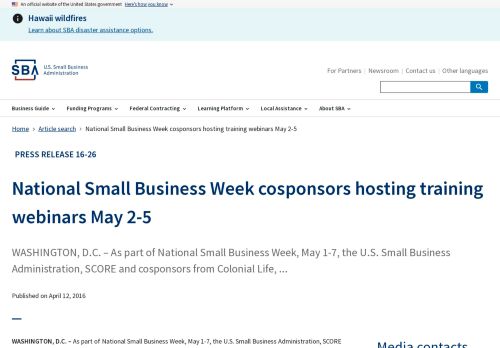 An official website of the United States government Here's how you know
Hawaii wildfires
Learn about SBA disaster assistance options.
SBA U.S. Small Business
Administration
For Partners Newsroom Contact us Other languages
Business Guide Funding Programs Federal Contracting Learning Platform Local Assistance About SBA
Home Article search National Small Business Week cosponsors hosting training webinars May 2-5
PRESS RELEASE 16-26
National Small Business Week cosponsors hosting training
webinars May 2-5
WASHINGTON, D.C. – As part of National Small Business Week, May 1-7, the U.S. Small Business
Administration, SCORE and cosponsors from Colonial Life, ...
Published on April 12, 2016
WASHINGTON, D.C. – As part of National Small Business Week, May 1-7, the U.S. Small Business Administration, SCORE
Media contacts